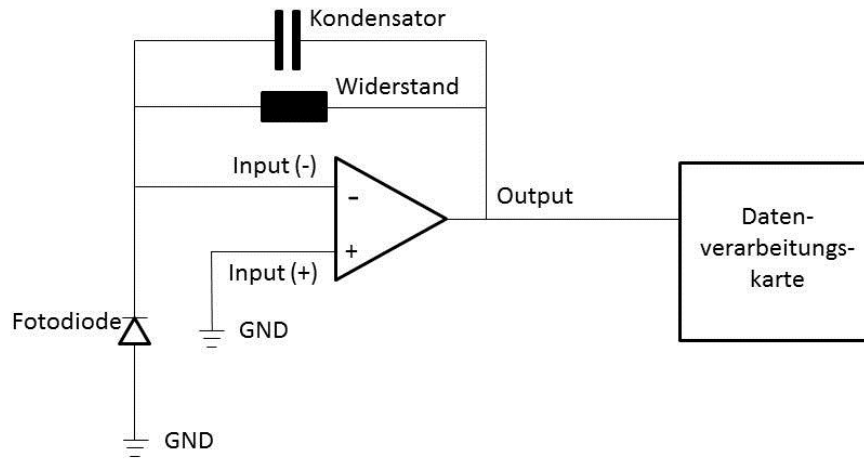 Kondensator
Widerstand
Input (-)
-
Output
+
Input (+)
Daten-
verarbeitungs-
karte
Fotodiode
GND
GND